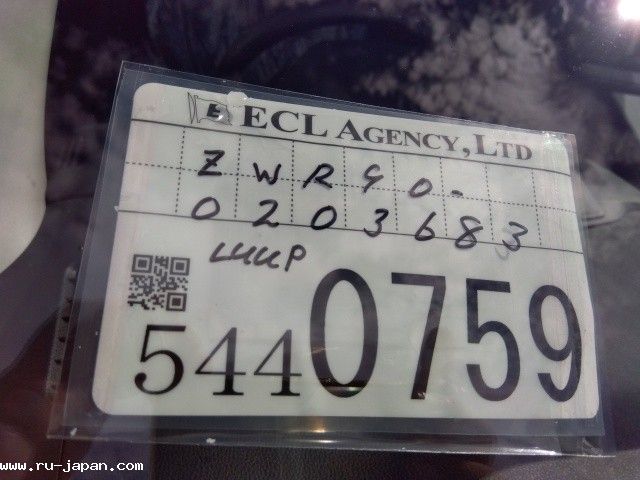 ECL AGENCY, LTD
ZWR90-
0203683
шир
5440759
www.ru-japan.com